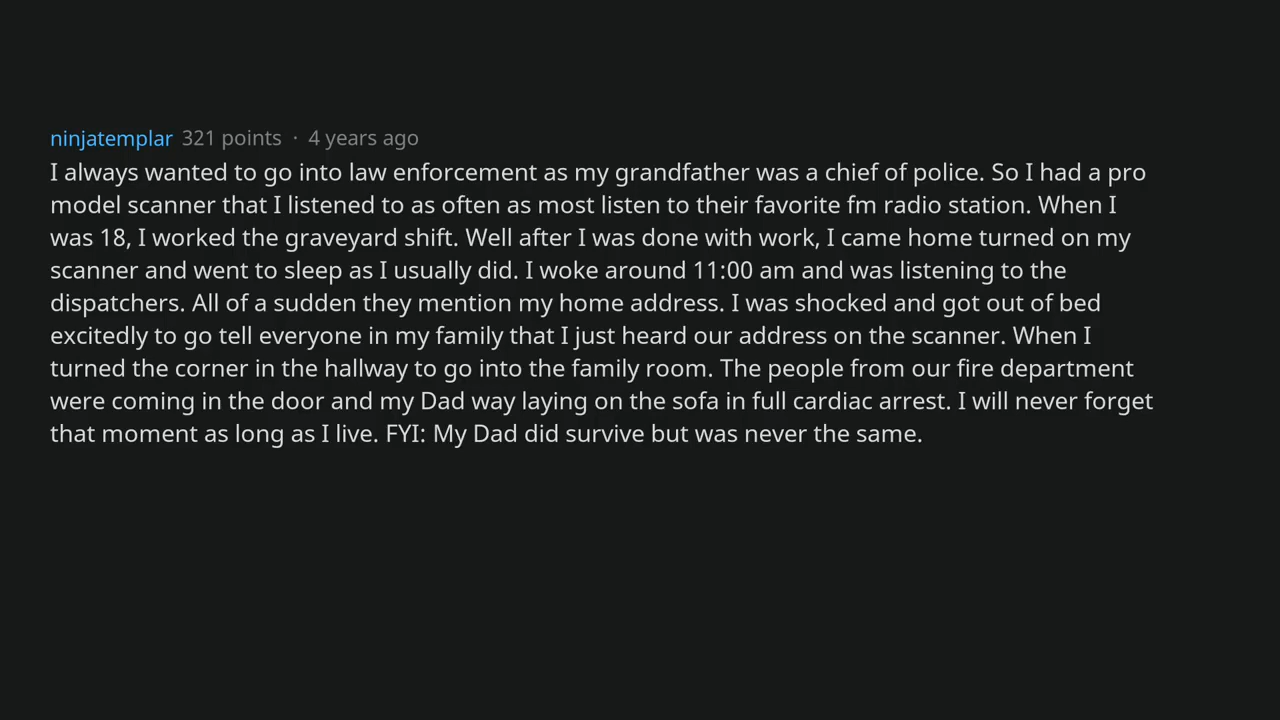 ninjatemplar 321 points · 4 years ago
I always wanted to go into law enforcement as my grandfather was a chief of police. So I had a pro
model scanner that I listened to as often as most listen to their favorite fm radio station. When I
was 18, I worked the graveyard shift. Well after I was done with work, I came home turned on my
scanner and went to sleep as I usually did. I woke around 11:00 am and was listening to the
dispatchers. All of a sudden they mention my home address. I was shocked and got out of bed
excitedly to go tell everyone in my family that I just heard our address on the scanner. When I
turned the corner in the hallway to go into the family room. The people from our fire department
were coming in the door and my Dad way laying on the sofa in full cardiac arrest. I will never forget
that moment as long as I live. FYI: My Dad did survive but was never the same.